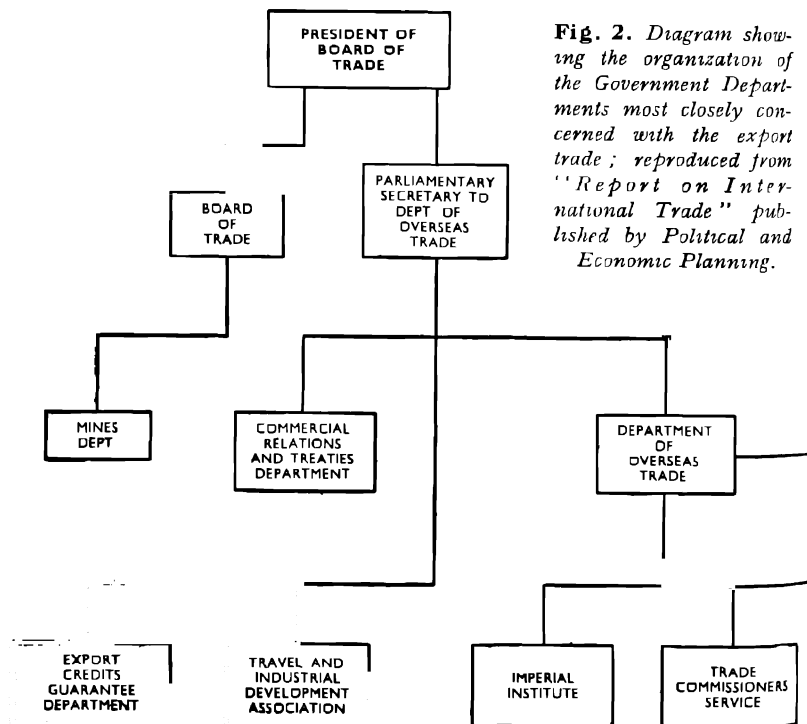 PRESIDENT OF
BOARD OF
TRADE
Fig. 2. Diagram show-
ing the organization of
the Government Depart-
ments most closely con-
cerned with the export
trade ; reproduced from
"Report on Inter-
national Trade" pub-
lished by Political and
Economic Planning.
BOARD
OF
TRADE
PARLIAMENTARY
SECRETARY TO
DEPT OF
OVERSEAS
TRADE
MINES
DEPT
COMMERCIAL
RELATIONS
AND TREATIES
DEPARTMENT
DEPARTMENT
OF
OVERSEAS
TRADE
EXPORT
CREDITS
GUARANTEE
DEPARTMENT
TRAVEL AND
INDUSTRIAL
DEVELOPMENT
ASSOCIATION
IMPERIAL
INSTITUTE
TRADE
COMMISSIONERS
SERVICE